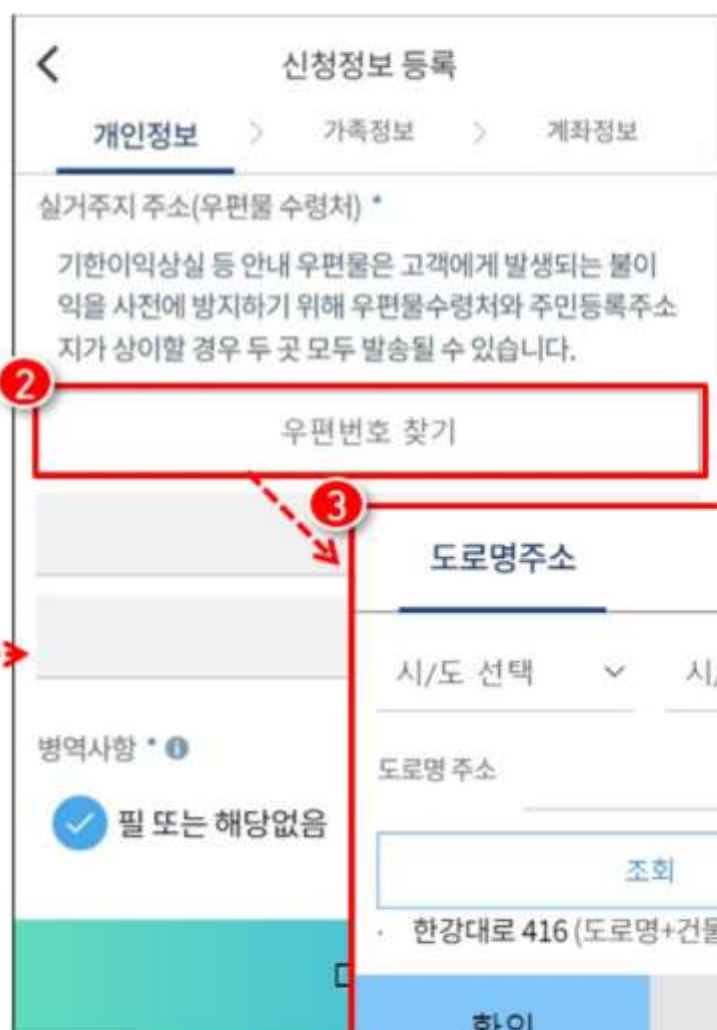 신청정보 등록
개인정보 > 가족정보 > 계좌정보
실거주지 주소(우편물 수령처) *
기한이익상실 등 안내 우편물은 고객에게 발생되는 불이
익을 사전에 방지하기 위해 우편물수령처와 주민등록주소
지가 상이할 경우 두 곳 모두 발송될 수 있습니다.
2
우편번호 찾기
3
도로명주소
시/도 선택 시/
도로명 주소
조회
· 한강대로 416 (도로명+건물
확인
병역사항 *
필 또는 해당없음